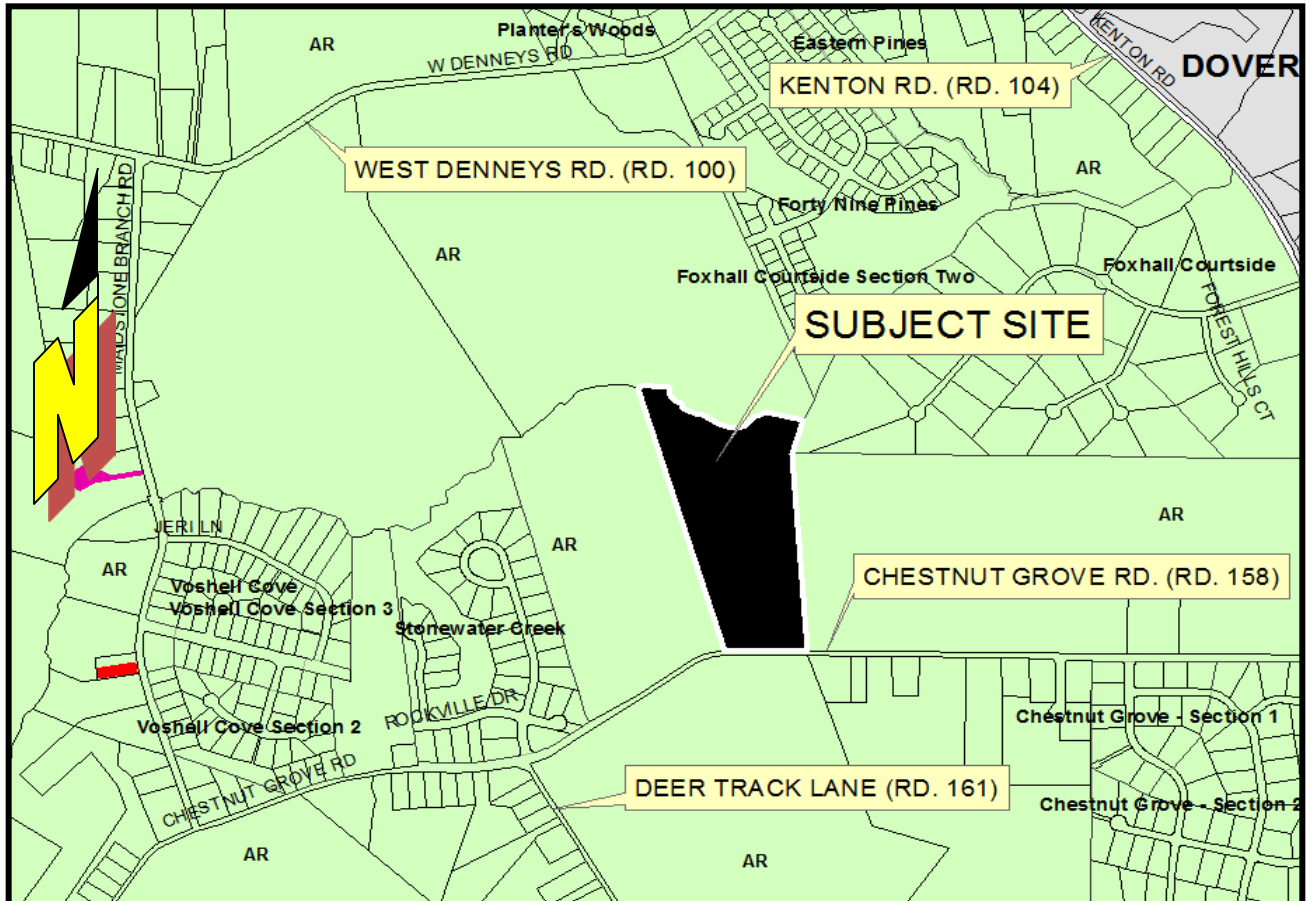 Planter's Woods
AR
Eastern Pines
KENTON RD
W DENNEYS RD
DOVER
KENTON RD. (RD. 104)
WEST DENNEYS RD. (RD. 100)
AR
MAIDSTONE BRANCH RD
Forty Nine Pines
AR
Foxhall Courtside
Foxhall Courtside Section Two
FOREST HILLS CT
SUBJECT SITE
N
AR
JERI LN
AR
AR
CHESTNUT GROVE RD. (RD. 158)
Voshell Cove
Voshell Cove Section 3
Stonewater Creek
ROCKVILLE DR
Voshell Cove Section 2
Chestnut Grove - Section 1
CHESTNUT GROVE RD
DEER TRACK LANE (RD. 161)
Chestnut Grove - Section 2
AR
AR